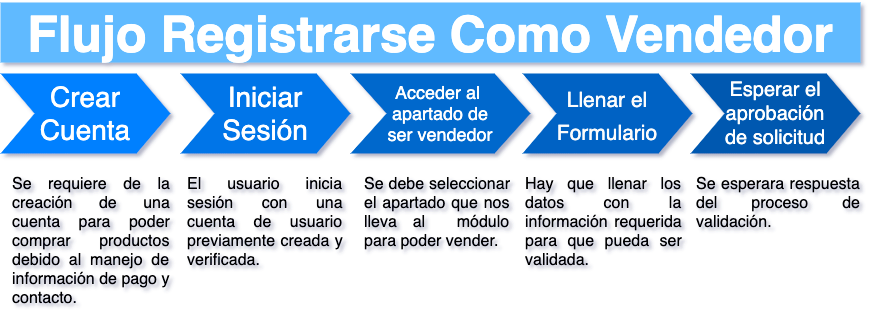 Flujo Registrarse Como Vendedor
Crear
Cuenta
Iniciar
Sesión
Acceder al
apartado de
ser vendedor
Llenar el
Formulario
Esperar el
aprobación
de solicitud
Se requiere de la
creación de una
cuenta para poder
comprar productos
debido al manejo de
información de pago y
contacto.
El usuario inicia
sesión con una
cuenta de usuario
previamente creada y
verificada.
Se debe seleccionar
el apartado que nos
lleva al módulo
para poder vender.
Hay que llenar los
datos con la
información requerida
para que pueda ser
validada.
Se esperara respuesta
del proceso de
validación.